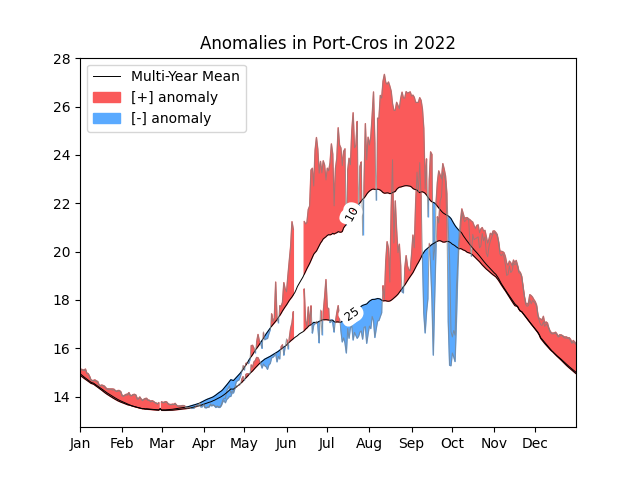 Anomalies in Port-Cros in 2022
28
26
24
22
20
18
16
14
Multi-Year Mean
[+] anomaly
[-] anomaly
10
25
Jan Feb Mar Apr May Jun Jul Aug Sep Oct Nov Dec